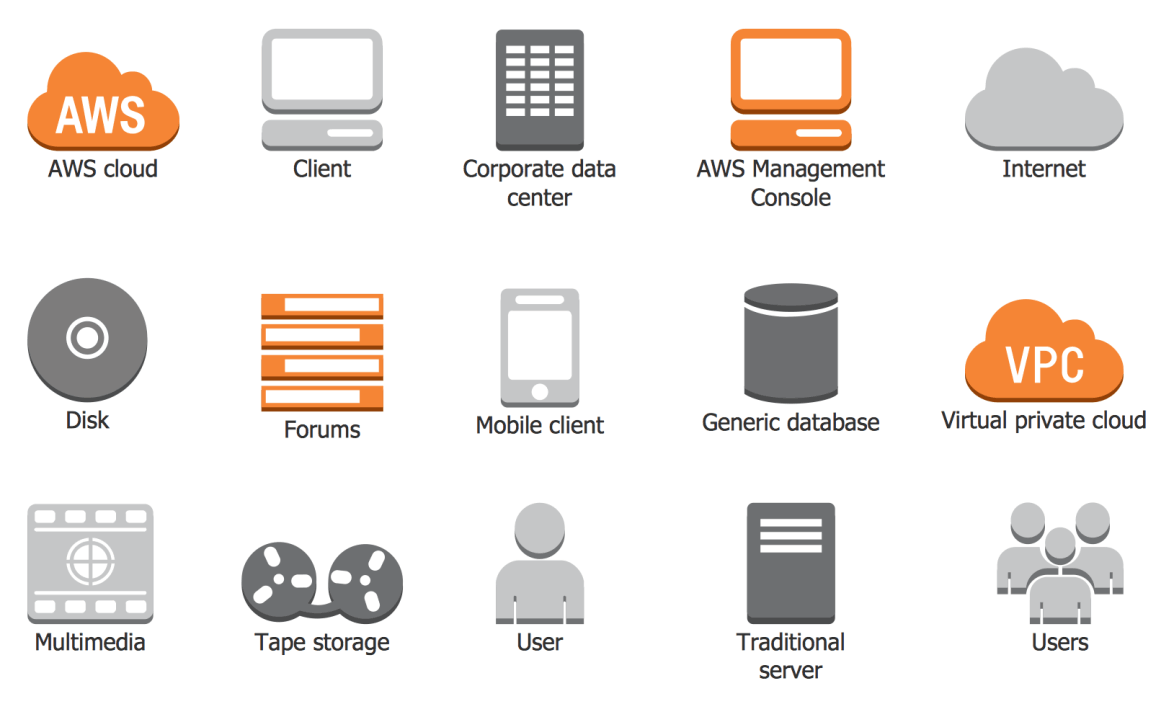 AWS
AWS cloud
Client
Corporate data
center
AWS Management
Console
Internet
Disk
Forums
Mobile client
Generic database
VPC
Virtual private cloud
Multimedia
Tape storage
User
Traditional
server
Users